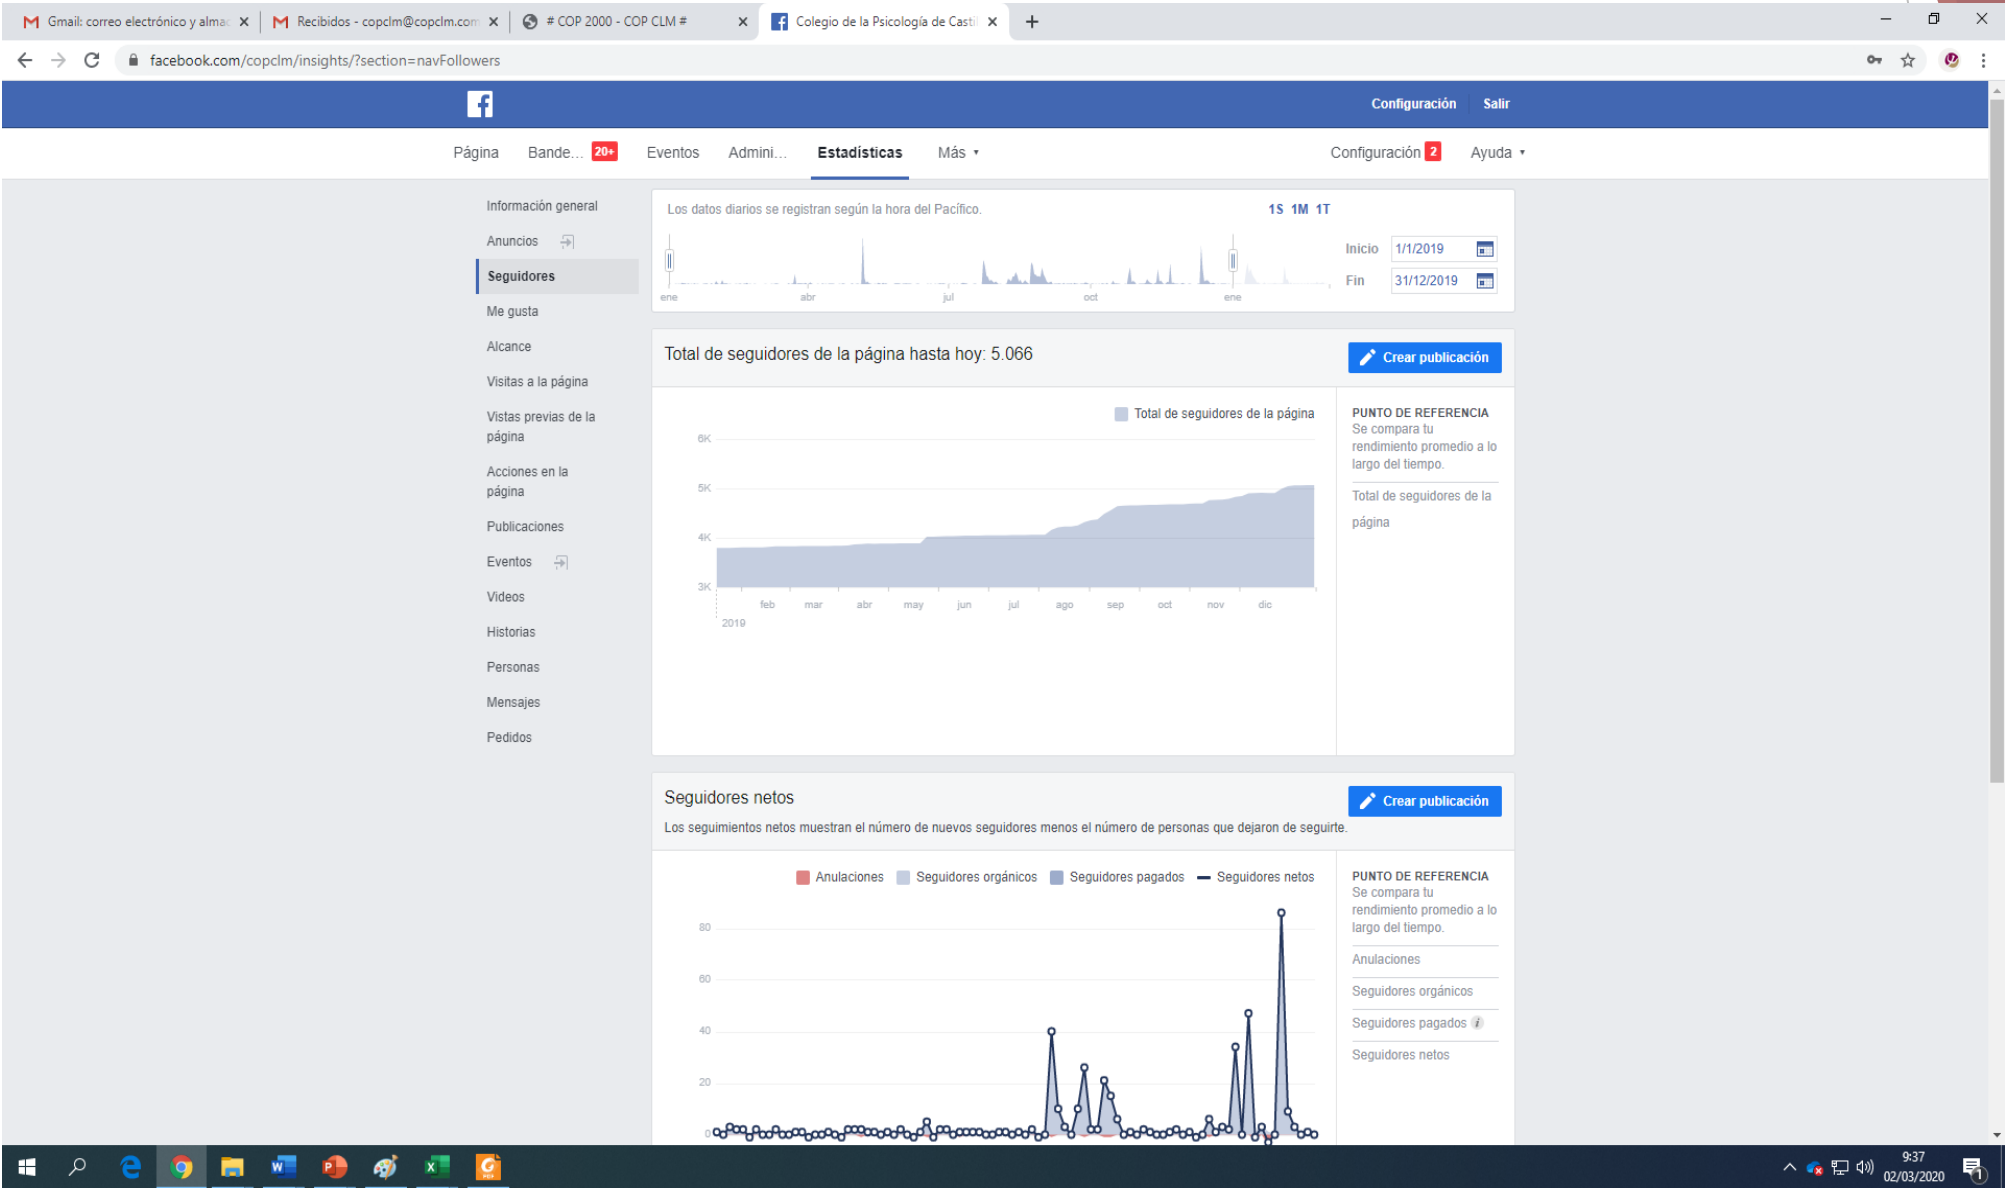 Gmail: correo electrónico y almac
Recibidos - copclm@copclm.com
# COP 2000 - COP CLM #
Colegio de la Psicología de Casti
facebook.com/copclm/insights/?section=navFollowers
Configuración Salir
Página Bande... 20+ Eventos Admini... Estadísticas Más Configuración 2 Ayuda
Información general
Anuncios
Seguidores
Me gusta
Alcance
Visitas a la página
Vistas previas de la
página
Acciones en la
página
Publicaciones
Eventos
Videos
Historias
Personas
Mensajes
Pedidos
Los datos diarios se registran según la hora del Pacífico.
1S 1M 1T
Inicio 1/1/2019
Fin 31/12/2019
ene abr jul oct ene
Total de seguidores de la página hasta hoy: 5.066
Crear publicación
Total de seguidores de la página
6K
5K
4K
3K
feb mar abr may jun jul ago sep oct nov dic
2019
PUNTO DE REFERENCIA
Se compara tu
rendimiento promedio a lo
largo del tiempo.
Total de seguidores de la
página
Seguidores netos
Crear publicación
Los seguimientos netos muestran el número de nuevos seguidores menos el número de personas que dejaron de seguirte.
Anulaciones Seguidores orgánicos Seguidores pagados Seguidores netos
80
60
40
20
0
PUNTO DE REFERENCIA
Se compara tu
rendimiento promedio a lo
largo del tiempo.
Anulaciones
Seguidores orgánicos
Seguidores pagados i
Seguidores netos
9:37
02/03/2020
1